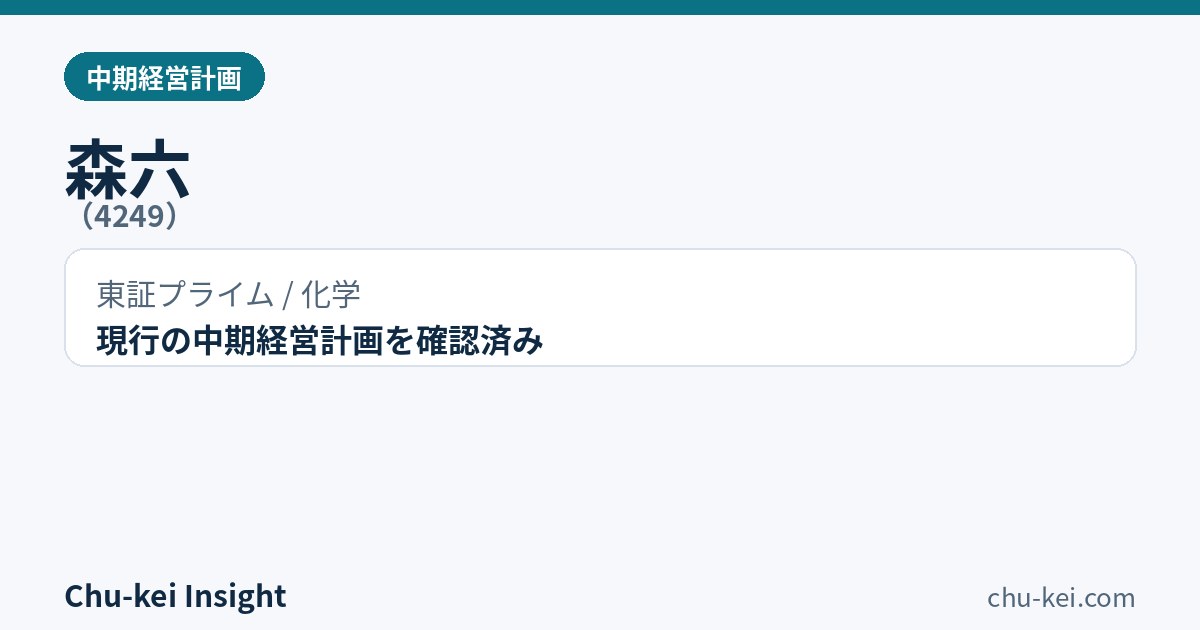 中期経営計画
森六
（4249）
東証プライム / 化学
現行の中期経営計画を確認済み
Chu-kei Insight
chu-kei.com